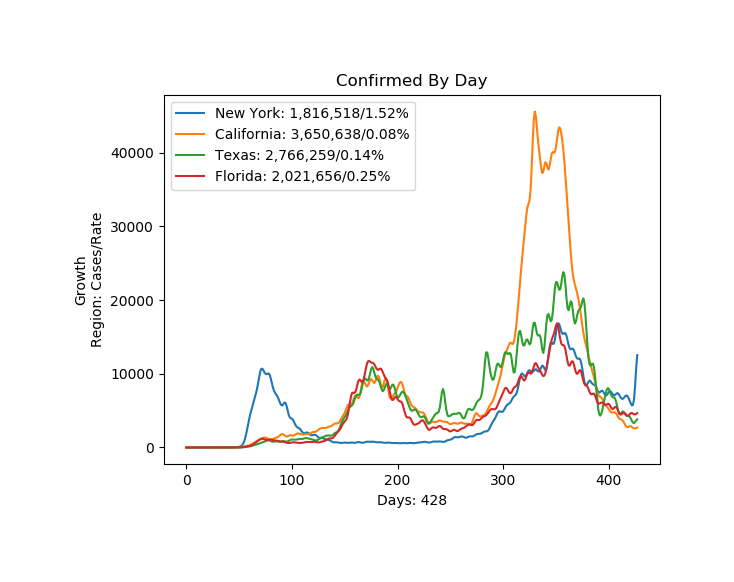 Confirmed By Day
New York: 1,816,518/1.52%
California: 3,650,638/0.08%
Texas: 2,766,259/0.14%
Florida: 2,021,656/0.25%
Growth
Region: Cases/Rate
40000
30000
20000
10000
0
0 100 200 300 400
Days: 428